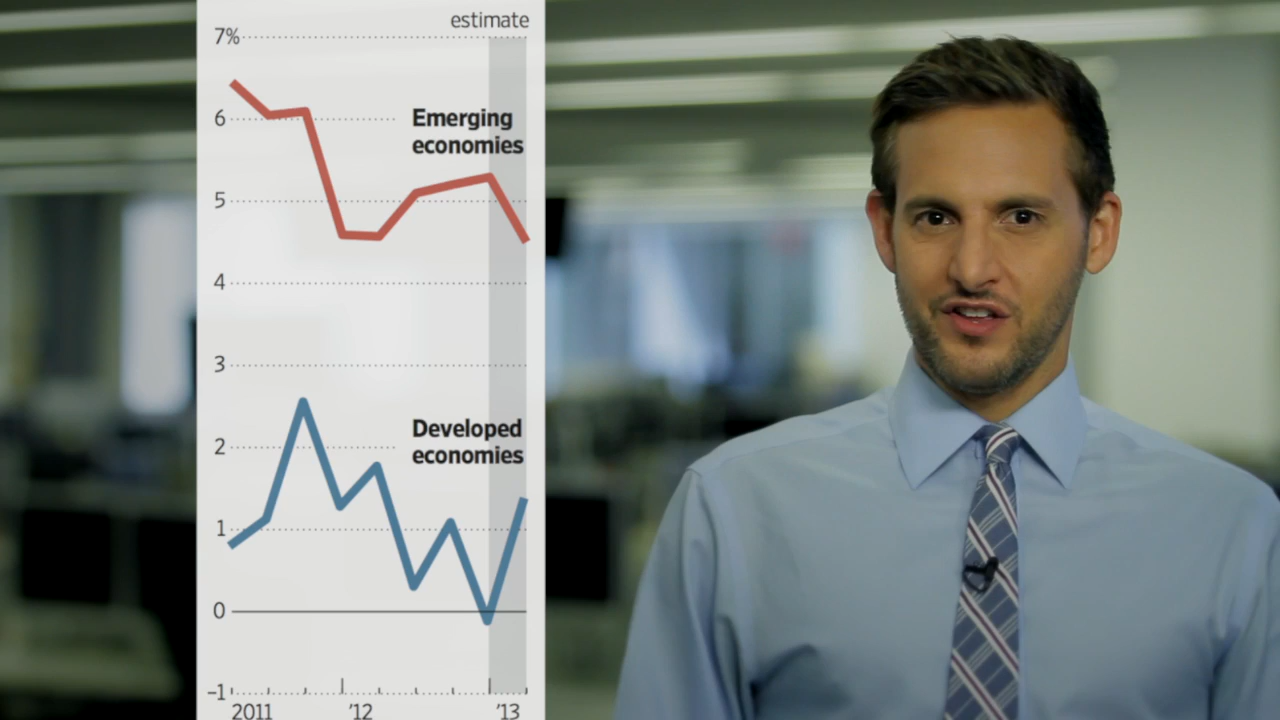 estimate
7%
6
Emerging
economies
5
4
3
Developed
2
economies
1
0
-1
2011 '12 '13